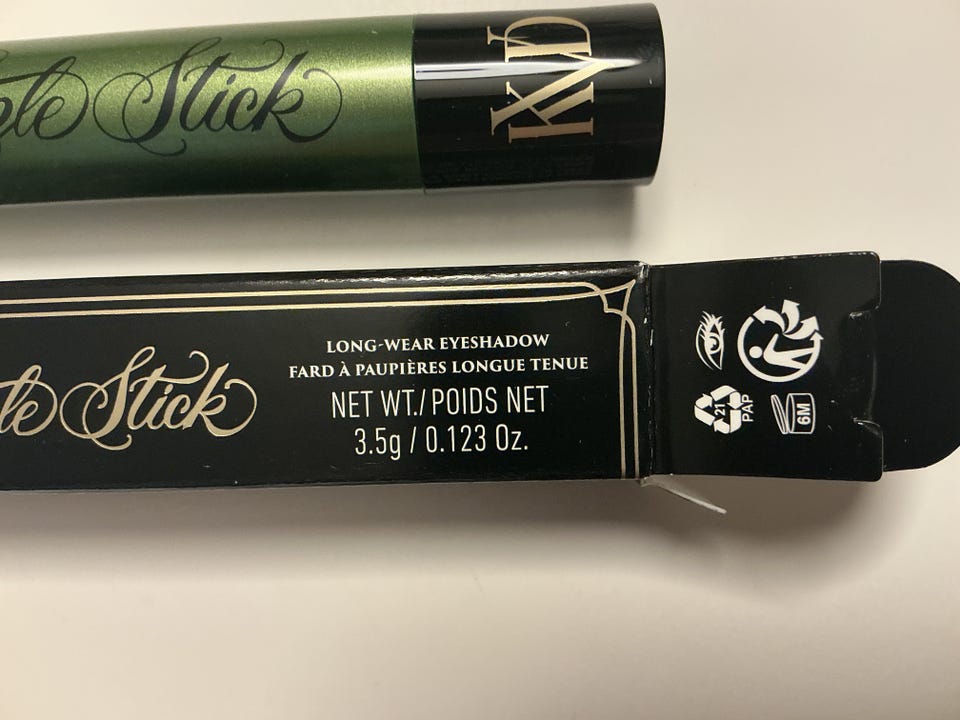 Stick
KVD
Stick
LONG-WEAR EYESHADOW
FARD À PAUPIÈRES LONGUE TENUE
NET WT./POIDS NET
3.5g / 0.123 Oz.
21
PAP
6M